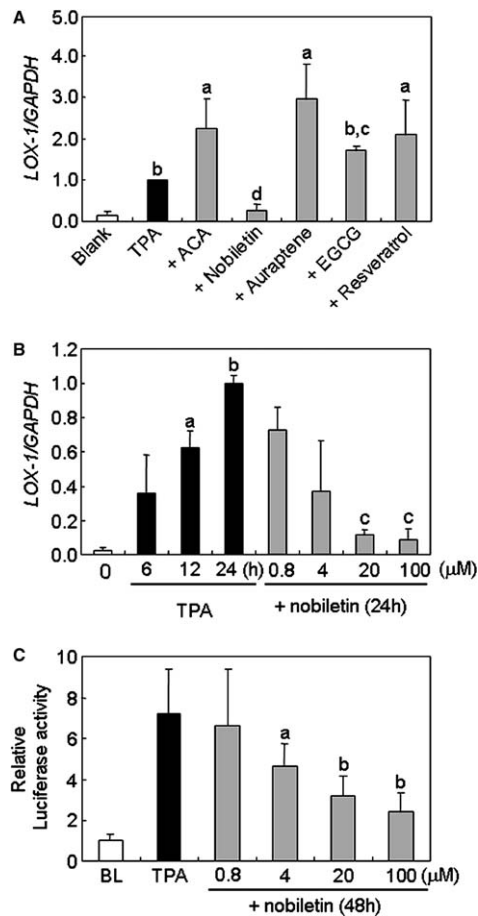 A
LOX-1/GAPDH
5.0
4.0
3.0
2.0
1.0
0.0
a
b
d
a
b,c
a
Blank
TPA
+ ACA
+ Nobiletin
+ Auraptene
+ EGCG
+ Resveratrol
B
LOX-1/GAPDH
1.2
1.0
0.8
0.6
0.4
0.2
0.0
a
b
c
c
0 6 12 24 (h) 0.8 4 20 100 (μM)
TPA + nobiletin (24h)
C
Relative
Luciferase activity
10
8
6
4
2
0
a
b
b
BL TPA 0.8 4 20 100 (μM)
+ nobiletin (48h)